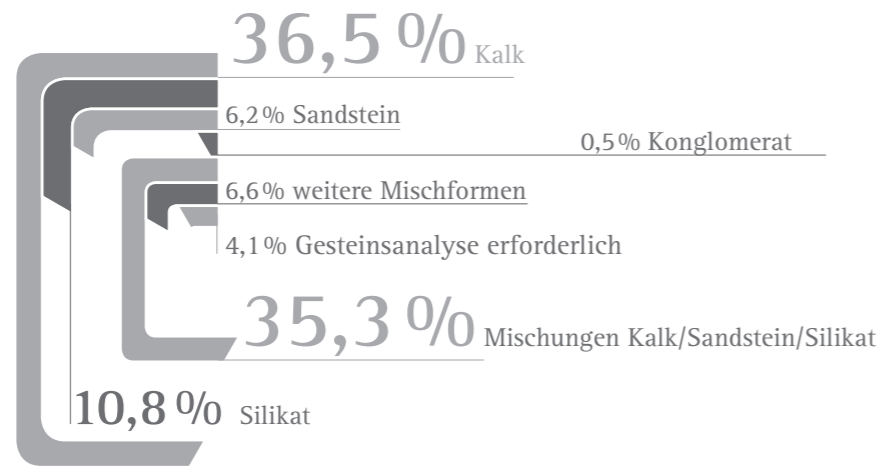 36,5 % Kalk
6,2 % Sandstein
0,5 % Konglomerat
6,6 % weitere Mischformen
4,1 % Gesteinsanalyse erforderlich
35,3 % Mischungen Kalk/Sandstein/Silikat
10,8 % Silikat